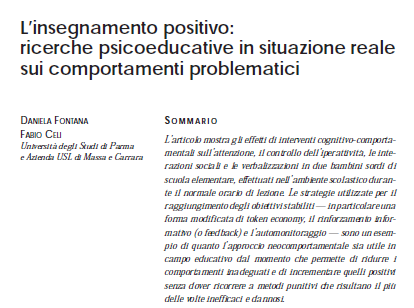 L'insegnamento positivo:
ricerche psicoeducative in situazione reale
sui comportamenti problematici
DANIELA FONTANA
FABIO CELI
Università degli Studi di Parma
e Azienda USL di Massa e Carrara
SOMMARIO
L'articolo mostra gli effetti di interventi cognitivo-comporta-
mentali sull'attenzione, il controllo dell'iperattività, le inte-
razioni sociali e le verbalizzazioni in due bambini sordi di
scuola elementare, effettuati nell'ambiente scolastico duran-
te il normale orario di lezione. Le strategie utilizzate per il
raggiungimento degli obiettivi stabiliti — in particolare una
forma modificata di token economy, il rinforzamento infor-
mativo (o feedback) e l'automonitoraggio — sono un esem-
pio di quanto l'approccio neocomportamentale sia utile in
campo educativo dal momento che permette di ridurre i
comportamenti inadeguati e di incrementare quelli positivi
senza dover ricorrere a metodi punitivi che risultano il più
delle volte inefficaci e dannosi.